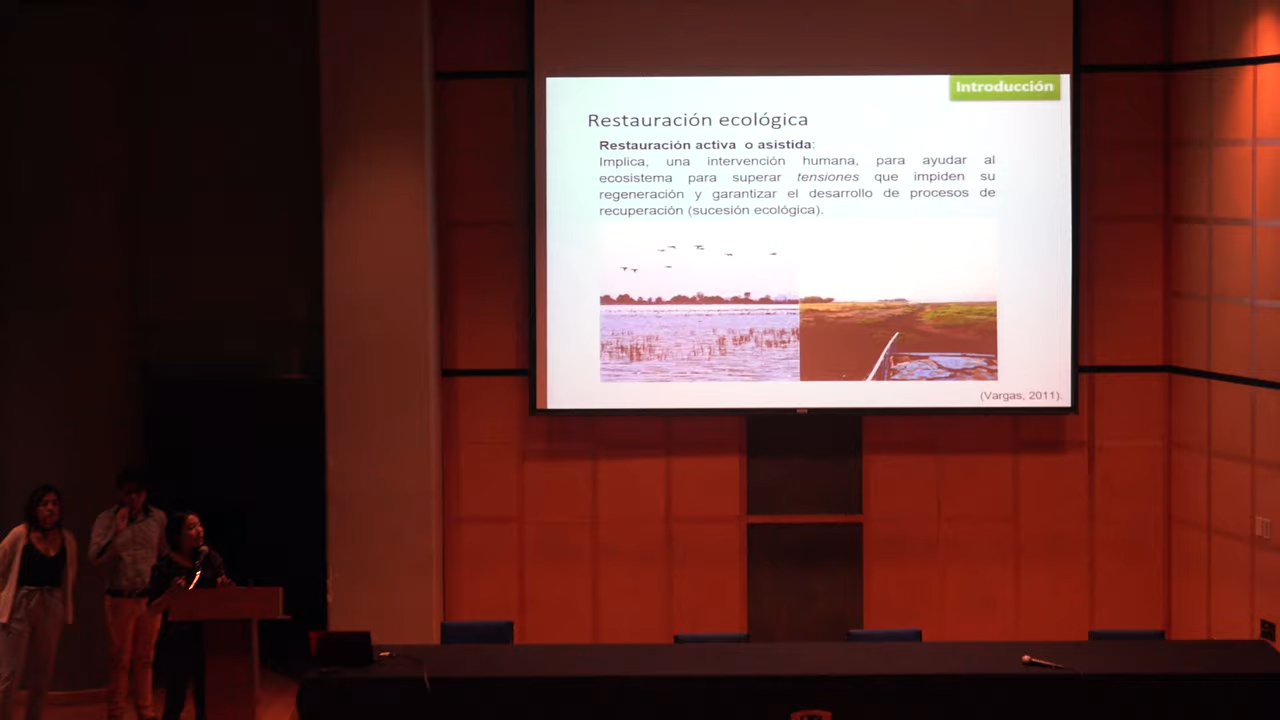 Introducción
Restauración ecológica
Restauración activa o asistida:
Implica, una intervención humana, para ayudar al
ecosistema para superar tensiones que impiden su
regeneración y garantizar el desarrollo de procesos de
recuperación (sucesión ecológica).
(Vargas, 2011).